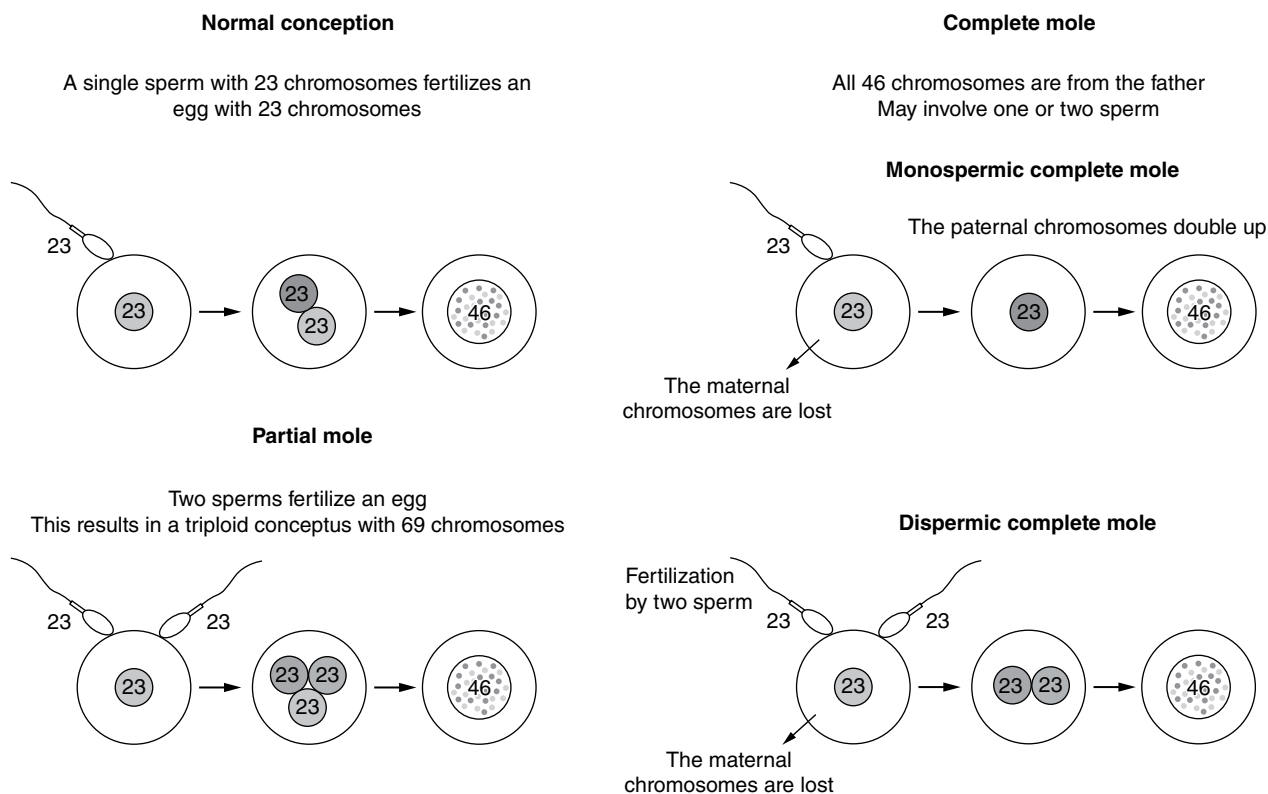 Normal conception
A single sperm with 23 chromosomes fertilizes an
egg with 23 chromosomes
23
23
23
23
46
Partial mole
Two sperms fertilize an egg
This results in a triploid conceptus with 69 chromosomes
23
23
23
23
23
23
46
Complete mole
All 46 chromosomes are from the father
May involve one or two sperm
Monospermic complete mole
The paternal chromosomes double up
23
23
23
46
The maternal
chromosomes are lost
Dispermic complete mole
Fertilization
by two sperm
23
23
23
23
23
46
The maternal
chromosomes are lost